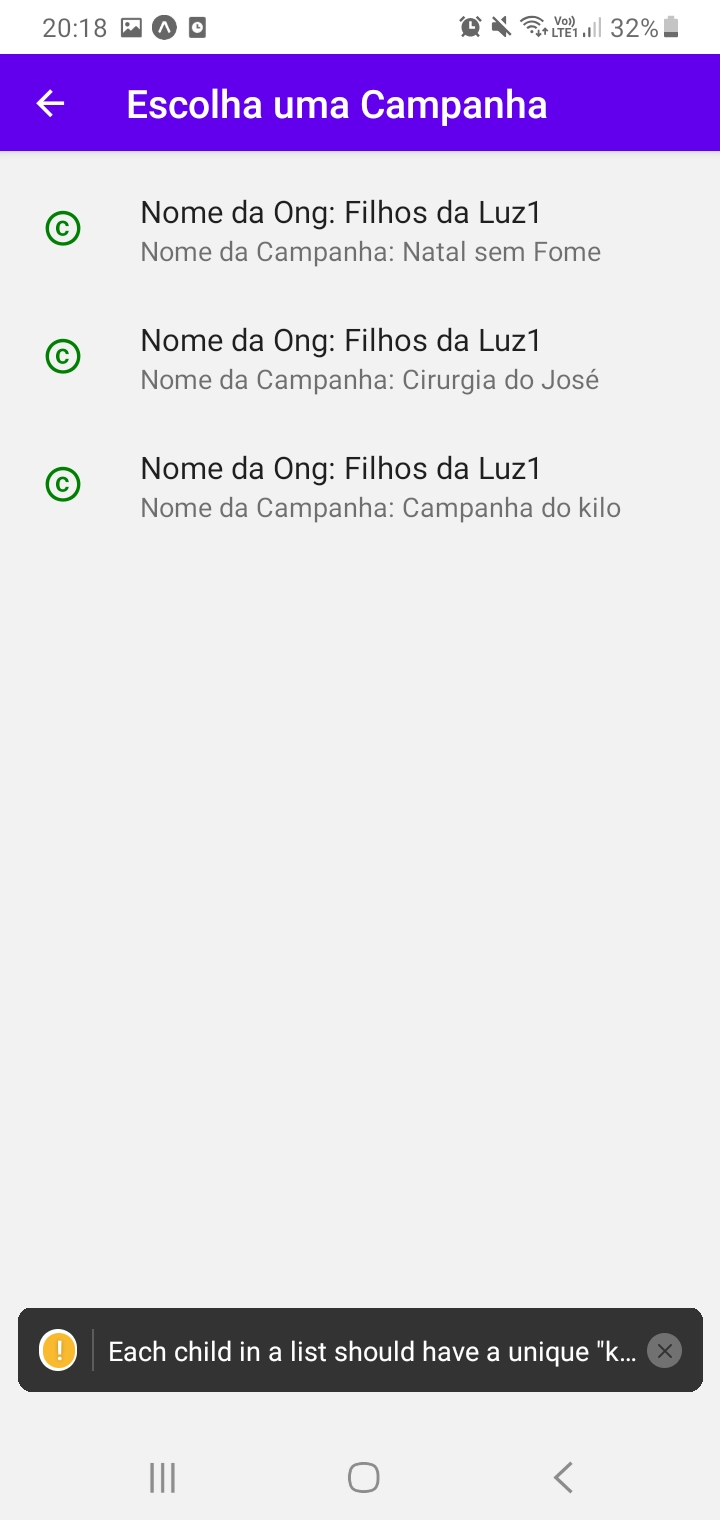 20:18 Vo)) LTE1 32%
Escolha uma Campanha
C
Nome da Ong: Filhos da Luz1
Nome da Campanha: Natal sem Fome
C
Nome da Ong: Filhos da Luz1
Nome da Campanha: Cirurgia do José
C
Nome da Ong: Filhos da Luz1
Nome da Campanha: Campanha do kilo
! Each child in a list should have a unique "k...